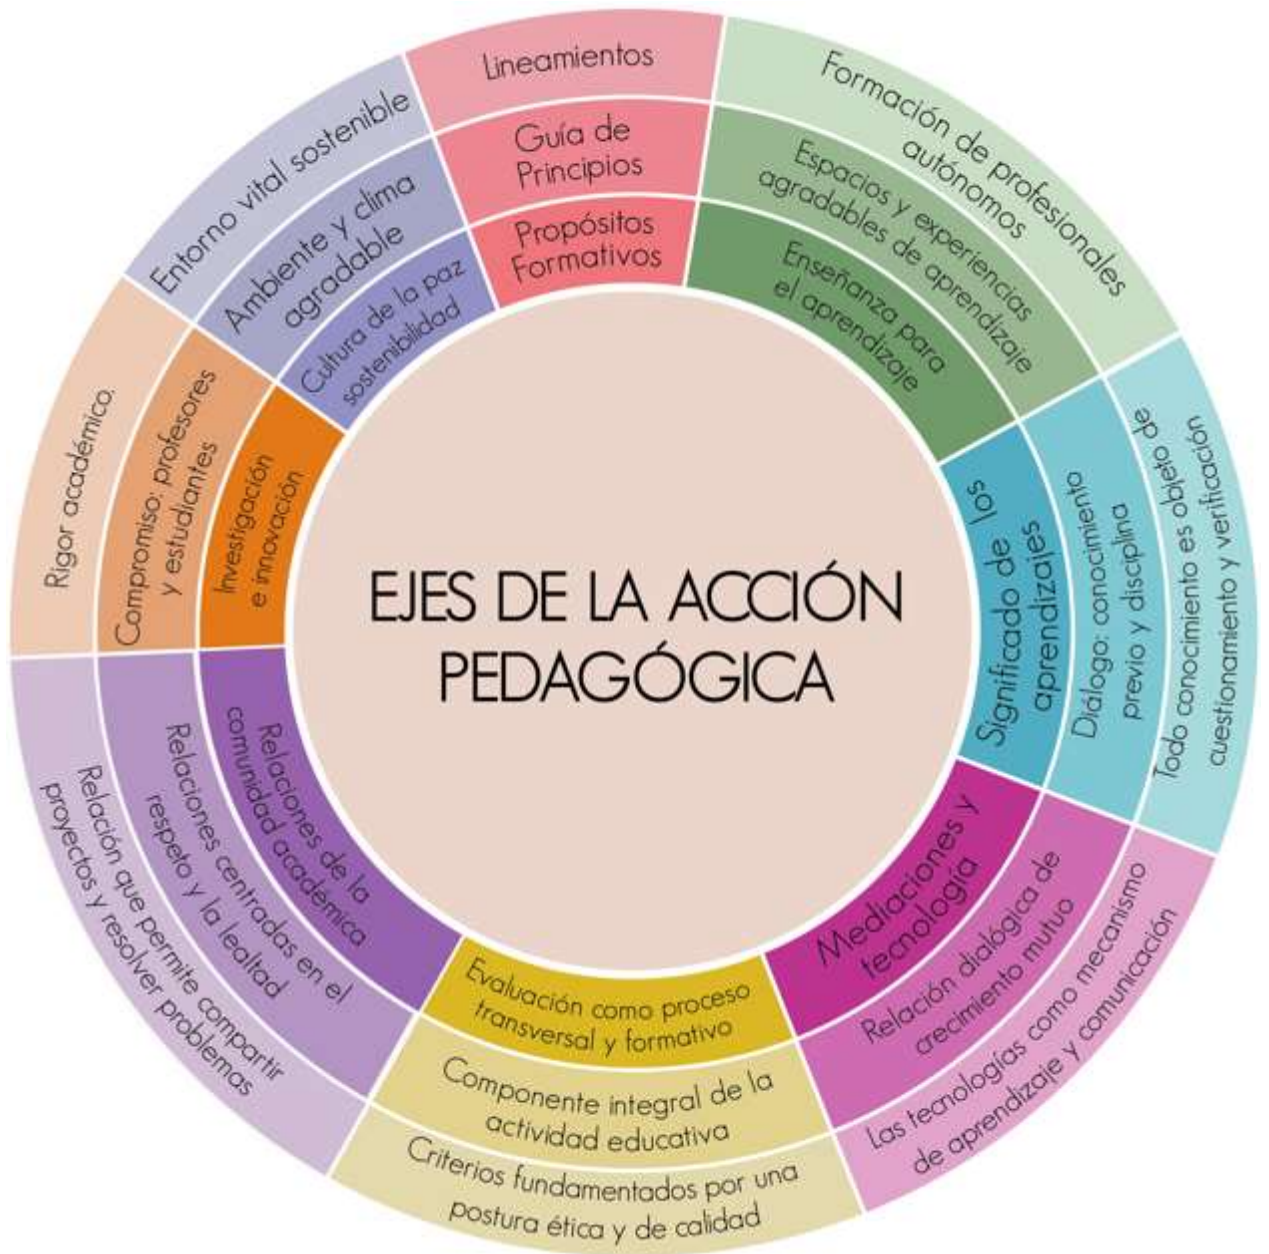 EJES DE LA ACCIÓN
PEDAGÓGICA
Lineamientos
Guía de
Principios
Propósitos
Formativos
Formación de profesionales
autónomos
Espacios y experiencias
agradables de aprendizaje
Enseñanza para
el aprendizaje
Todo conocimiento es objeto de
cuestionamiento y verificación
Diálogo: conocimiento
previo y disciplina
Significado de los
aprendizajes
Las tecnologías como mecanismo
de aprendizaje y comunicación
Relación dialógica de
crecimiento mutuo
Mediaciones y
tecnología
Evaluación como proceso
transversal y formativo
Componente integral de la
actividad educativa
Criterios fundamentados por una
postura ética y de calidad
Relaciones de la
comunidad académica
Relaciones centradas en el
respeto y la lealtad
Relación que permite compartir
proyectos y resolver problemas
Rigor académico.
Compromiso: profesores
y estudiantes
Investigación
e innovación
Entorno vital sostenible
Ambiente y clima
agradable
Cultura de la paz
sostenibilidad